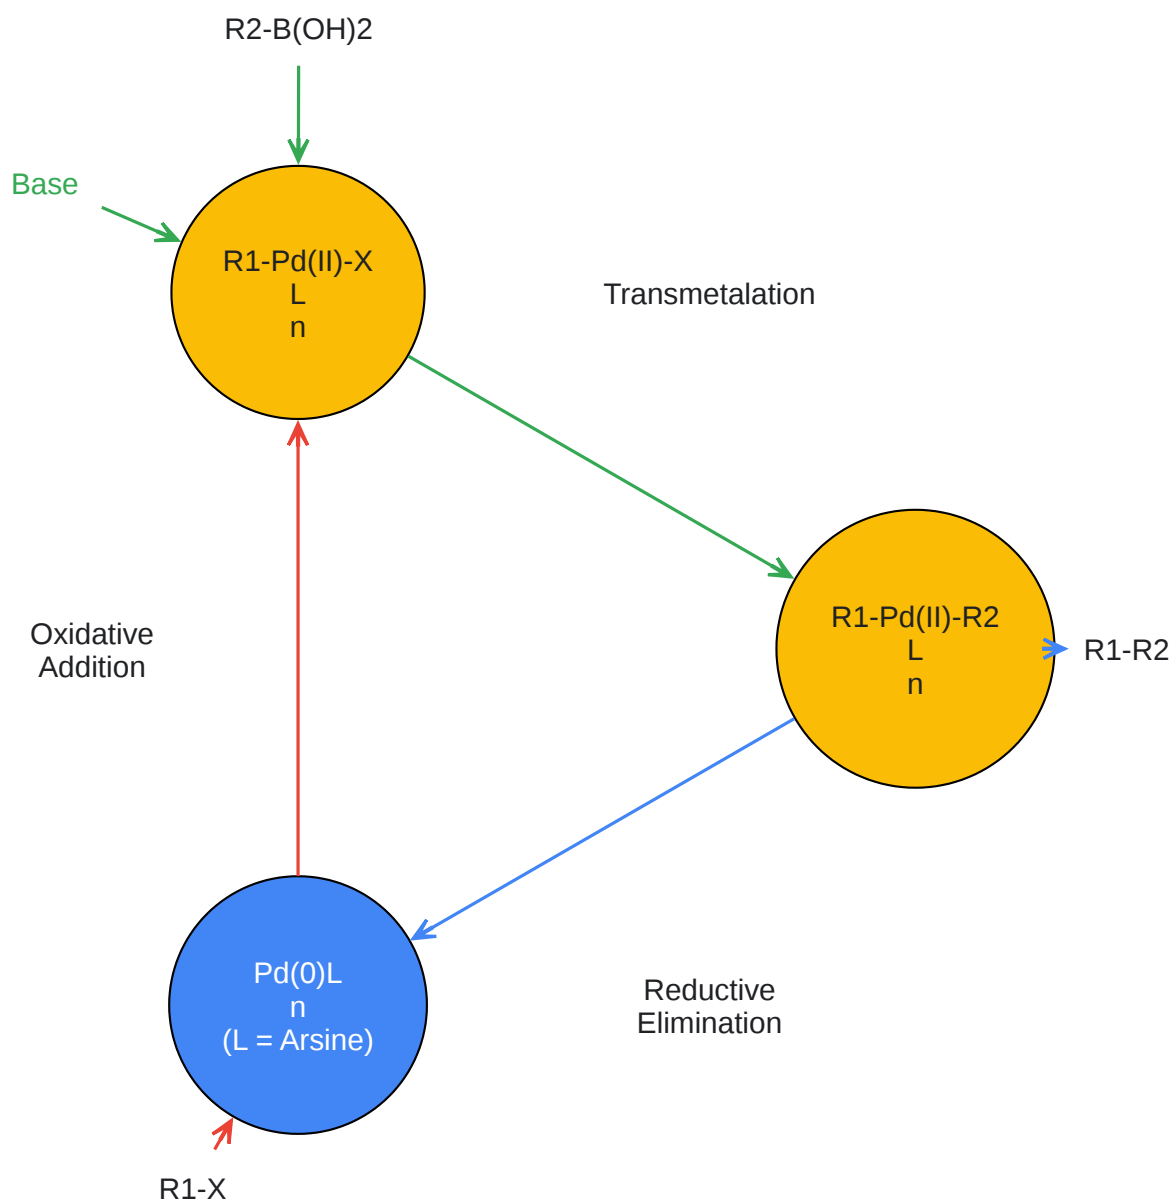 R2-B(OH)2
Base
R1-Pd(II)-X
L
n
Transmetalation
Oxidative
Addition
R1-Pd(II)-R2
L
n
R1-R2
Pd(0)L
n
(L = Arsine)
Reductive
Elimination
R1-X